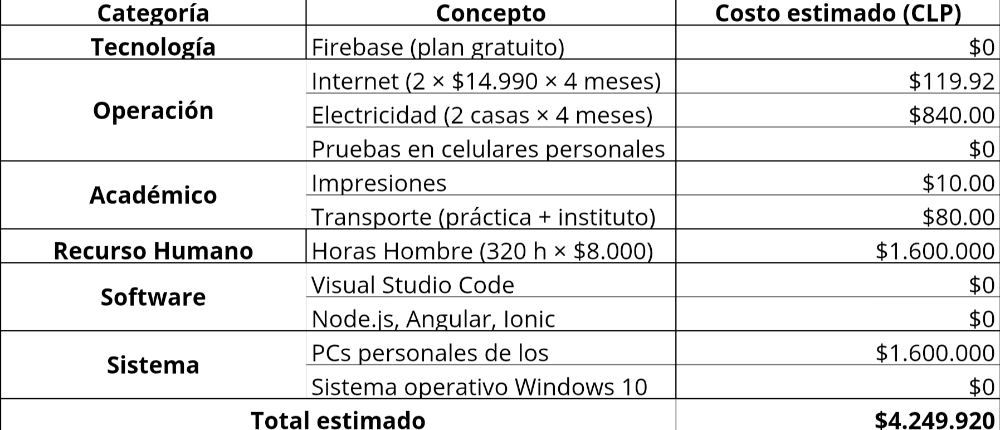 Categoría Concepto Costo estimado (CLP)
Tecnología Firebase (plan gratuito) $0
Operación Internet (2 × $14.990 × 4 meses) $119.92
Electricidad (2 casas × 4 meses) $840.00
Pruebas en celulares personales $0
Académico Impresiones $10.00
Transporte (práctica + instituto) $80.00
Recurso Humano Horas Hombre (320 h × $8.000) $1.600.000
Software Visual Studio Code $0
Node.js, Angular, Ionic $0
Sistema PCs personales de los $1.600.000
Sistema operativo Windows 10 $0
Total estimado $4.249.920